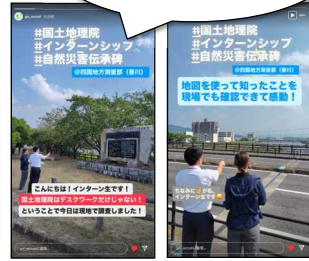 #国土地理院
#インターンシップ
#自然災害伝承碑
@四国地方測量部（香川）
こんにちは！インターン生です！
国土地理院はデスクワークだけじゃない！
ということで今日は現地で調査しました！
#国土地理院
#インターンシップ
#自然災害伝承碑
@四国地方測量部（香川）
地図を使って知ったことを
現場でも確認できて感動！
インターン生です